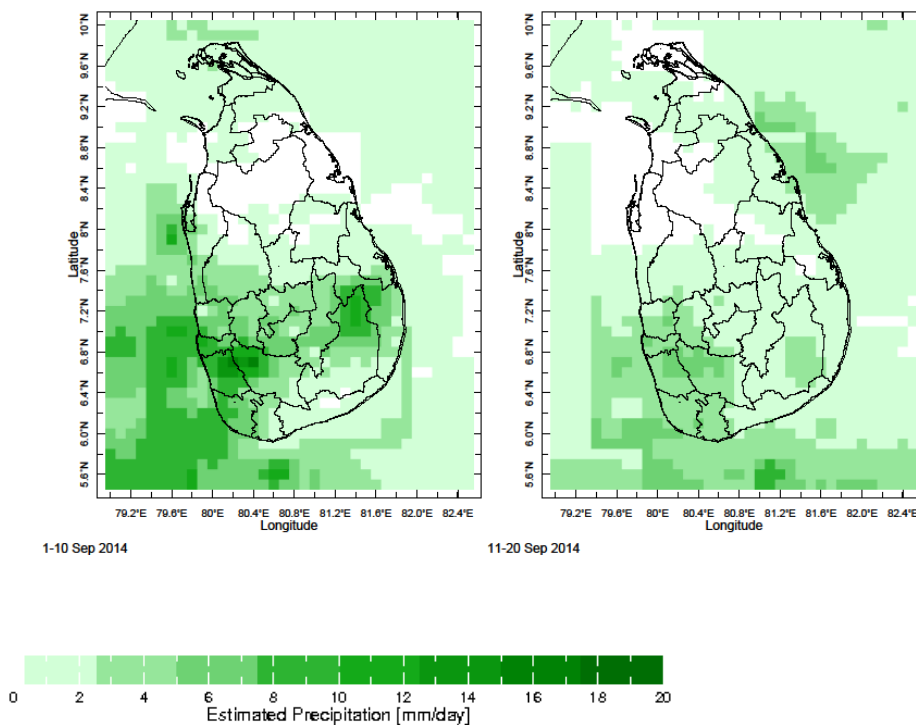 10°N
9.6°N
9.2°N
8.8°N
8.4°N
8°N
7.6°N
7.2°N
6.8°N
6.4°N
6.0°N
5.6°N
Latitude
79.2°E 79.6°E 80°E 80.4°E 80.8°E 81.2°E 81.6°E 82.0°E 82.4°E
Longitude
1-10 Sep 2014
10°N
9.6°N
9.2°N
8.8°N
8.4°N
8°N
7.6°N
7.2°N
6.8°N
6.4°N
6.0°N
5.6°N
Latitude
79.2°E 79.6°E 80°E 80.4°E 80.8°E 81.2°E 81.6°E 82.0°E 82.4°E
Longitude
11-20 Sep 2014
0 2 4 6 8 10 12 14 16 18 20
Estimated Precipitation [mm/day]